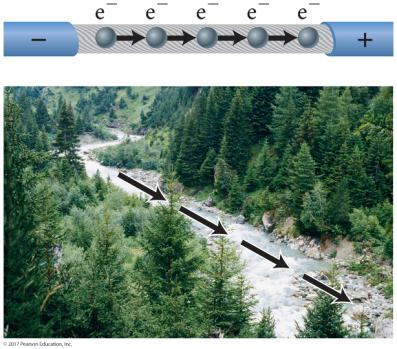 e⁻ e⁻ e⁻ e⁻ e⁻
− +
© 2017 Pearson Education, Inc.